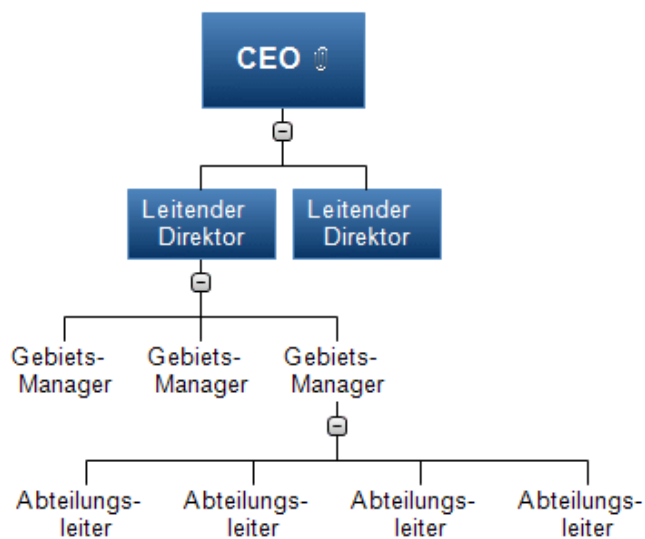 CEO
Leitender
Direktor
Leitender
Direktor
Gebiets-
Manager
Gebiets-
Manager
Gebiets-
Manager
Abteilungs-
leiter
Abteilungs-
leiter
Abteilungs-
leiter
Abteilungs-
leiter